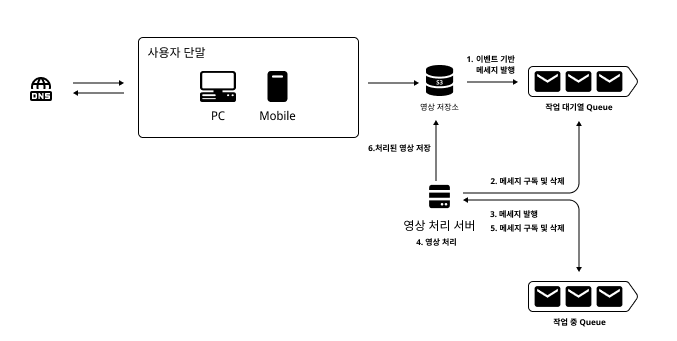 사용자 단말
DNS
PC
Mobile
S3
영상 저장소
1. 이벤트 기반
메세지 발행
작업 대기열 Queue
6.처리된 영상 저장
2. 메세지 구독 및 삭제
3. 메세지 발행
5. 메세지 구독 및 삭제
영상 처리 서버
4. 영상 처리
작업 중 Queue